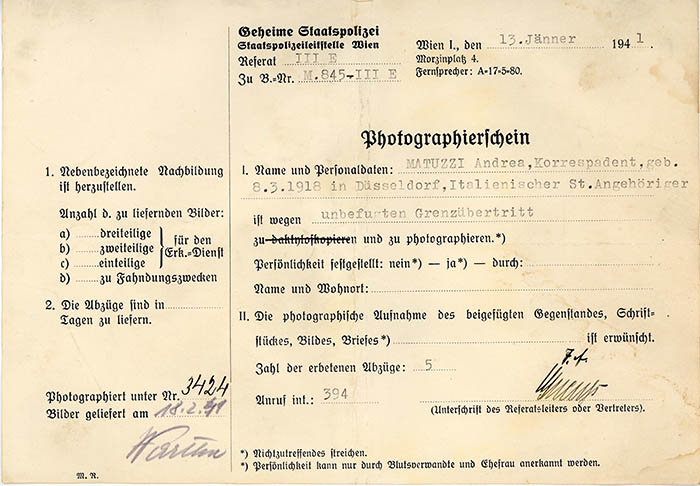 Geheime Staatspolizei
Staatspolizeileitstelle Wien
Referat III E
Zu B.-Nr. M.845-III E
Wien I., den 13.Jänner 1941.
Morzinplatz 4.
Fernsprecher: A=17=5=80.
Photographierschein
1. Nebenbezeichnete Nachbildung
ist herzustellen.
Anzahl d. zu liefernden Bilder:
a) dreiteilige
b) zweiteilige
c) einteilige
für den
Erk.=Dienst
d) zu Fahndungszwecken
2. Die Abzüge sind in
Tagen zu liefern.
Photographiert unter Nr. 3424
Bilder geliefert am 18.2.41
M. N.
I. Name und Personaldaten: MATUZZI Andrea,Korrespadent,geb.
8.3.1918 in Düsseldorf,Italienischer St.Angehöriger
ist wegen unbefugten Grenzübertritt
zu daktyloskopieren und zu photographieren.*)
Persönlichkeit festgestellt: nein*) — ja*) — durch:
Name und Wohnort:
II. Die photographische Aufnahme des beigefügten Gegenstandes, Schrift=
stückes, Bildes, Briefes*) ist erwünscht.
Zahl der erbetenen Abzüge: 5
Anruf int.: 394
(Unterschrift des Referatsleiters oder Vertreters).
*) Nichtzutreffendes streichen.
*) Persönlichkeit kann nur durch Blutsverwandte und Ehefrau anerkannt werden.